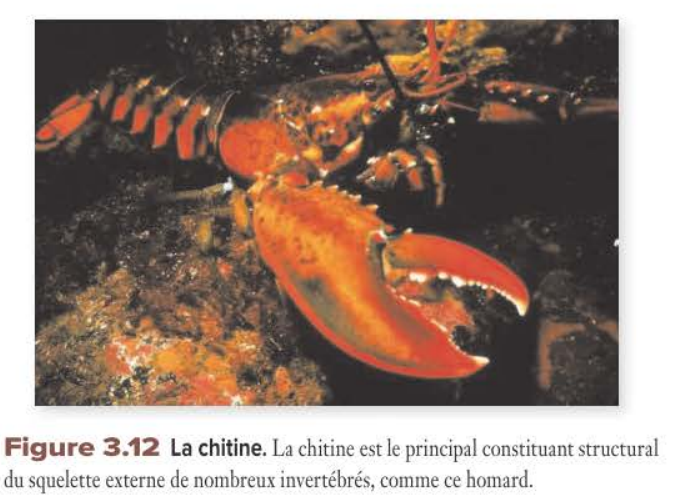 Figure 3.12 La chitine. La chitine est le principal constituant structural
du squelette externe de nombreux invertébrés, comme ce homard.